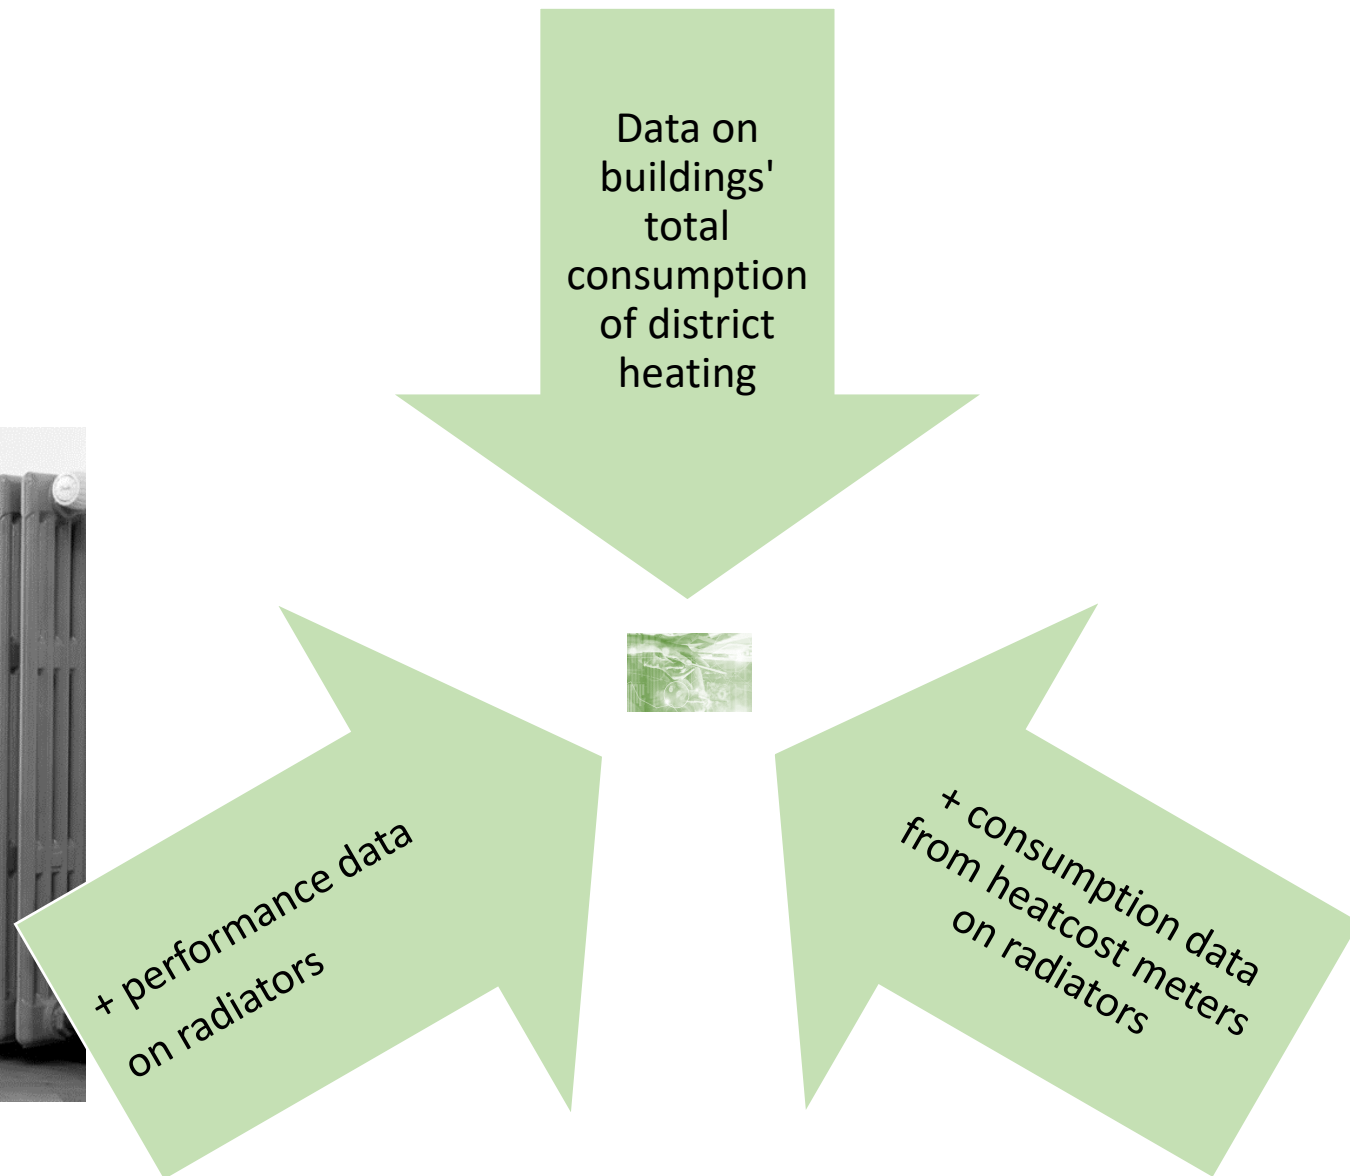 Data on
buildings'
total
consumption
of district
heating
+ performance data
on radiators
+ consumption data
from heatcost meters
on radiators